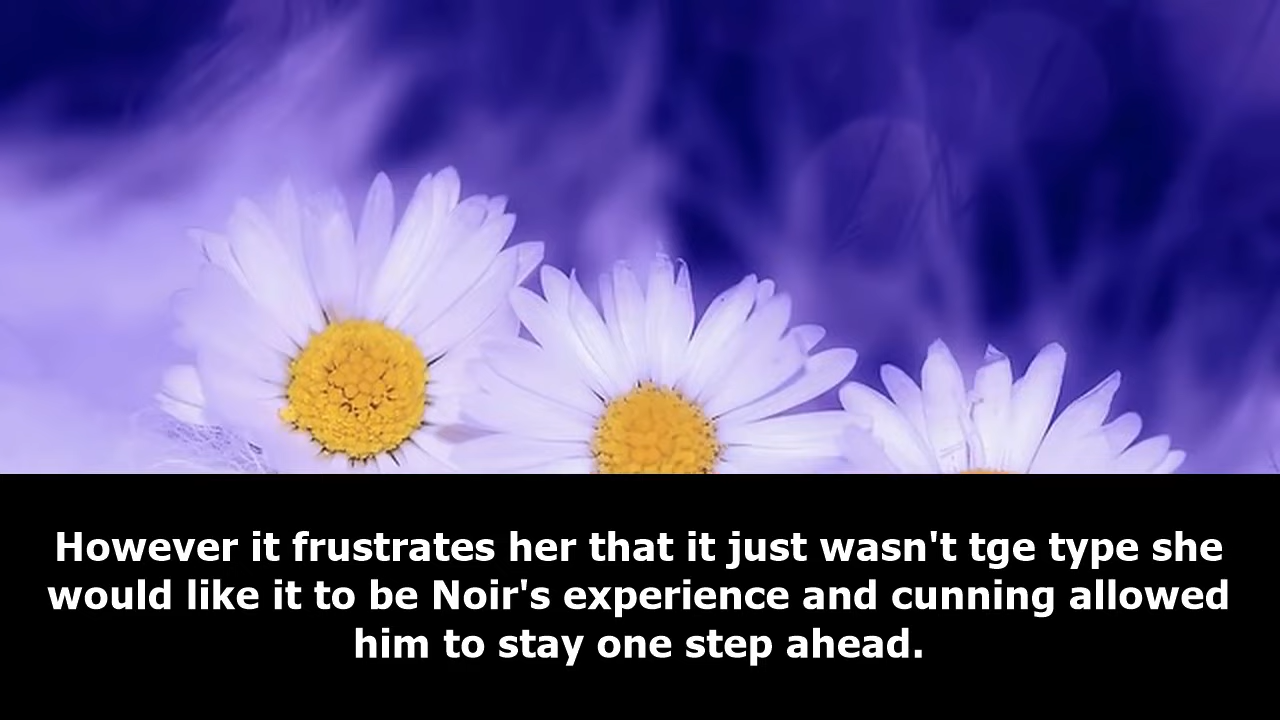 However it frustrates her that it just wasn't tge type she
would like it to be Noir's experience and cunning allowed
him to stay one step ahead.